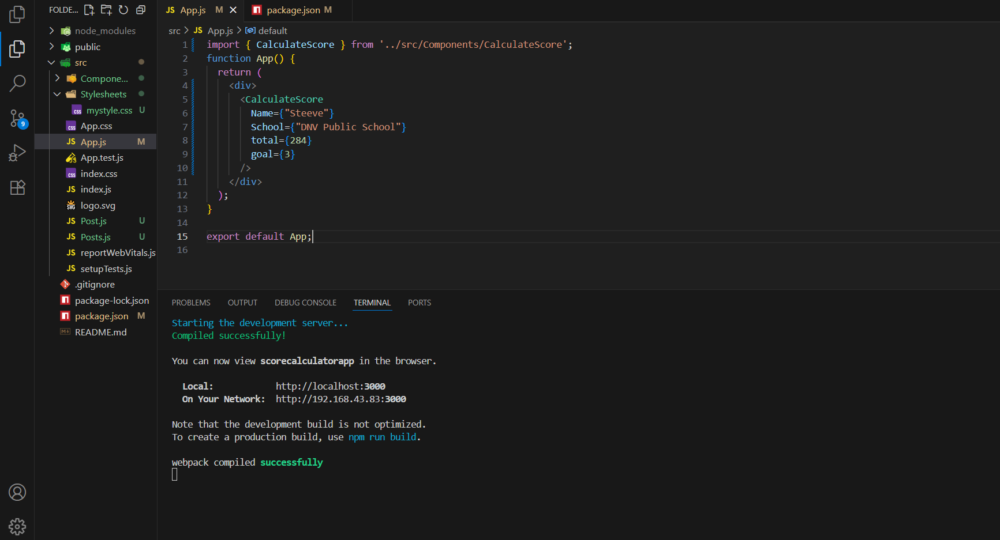 FOLDE...
node_modules
public
src
Compone...
Stylesheets
mystyle.css U
App.css
JS App.js M
App.test.js
index.css
JS index.js
logo.svg
JS Post.js U
JS Posts.js U
JS reportWebVitals.js
JS setupTests.js
.gitignore
package-lock.json
package.json M
README.md
9
JS App.js M
package.json M
src > JS App.js > default
1 import { CalculateScore } from '../src/Components/CalculateScore';
2 function App() {
3 return (
4 <div>
5 <CalculateScore
6 Name={"Steeve"}
7 School={"DNV Public School"}
8 total={284}
9 goal={3}
10 />
11 </div>
12 );
13 }
14
15 export default App;
16
PROBLEMS OUTPUT DEBUG CONSOLE TERMINAL PORTS
Starting the development server...
Compiled successfully!
You can now view scorecalculatorapp in the browser.
Local: http://localhost:3000
On Your Network: http://192.168.43.83:3000
Note that the development build is not optimized.
To create a production build, use npm run build.
webpack compiled successfully